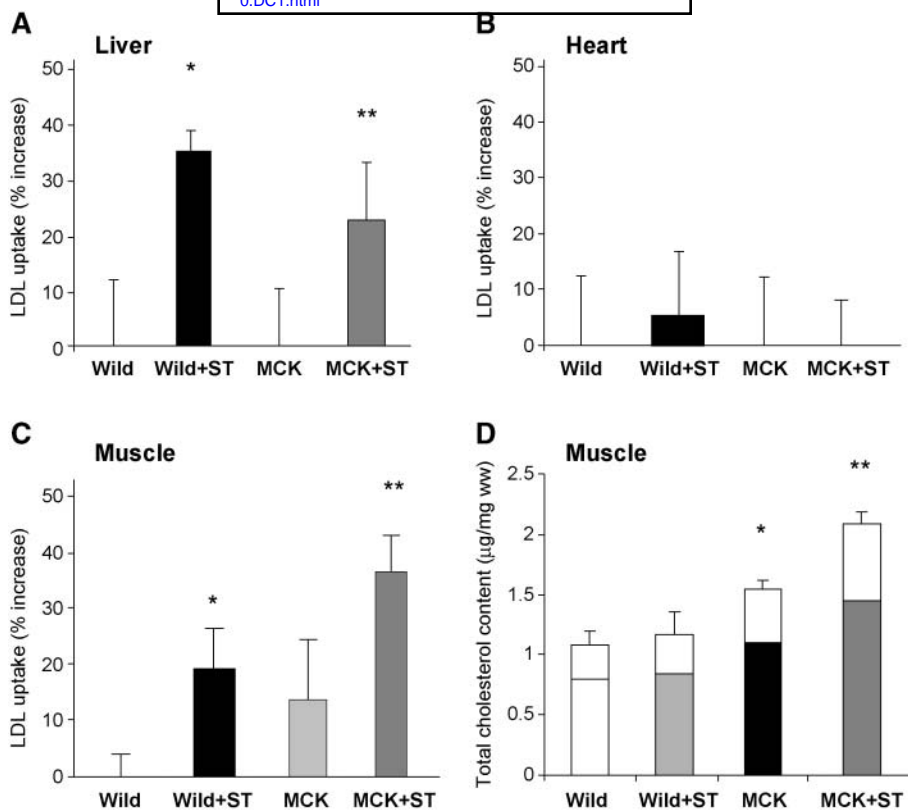 0.DC1.html
A
Liver
LDL uptake (% increase)
50
40
30
20
10
0
*
**
Wild Wild+ST MCK MCK+ST
B
Heart
LDL uptake (% increase)
50
40
30
20
10
0
Wild Wild+ST MCK MCK+ST
C
Muscle
LDL uptake (% increase)
50
40
30
20
10
0
*
**
Wild Wild+ST MCK MCK+ST
D
Muscle
Total cholesterol content (μg/mg ww)
2.5
2
1.5
1
0.5
0
*
**
Wild Wild+ST MCK MCK+ST